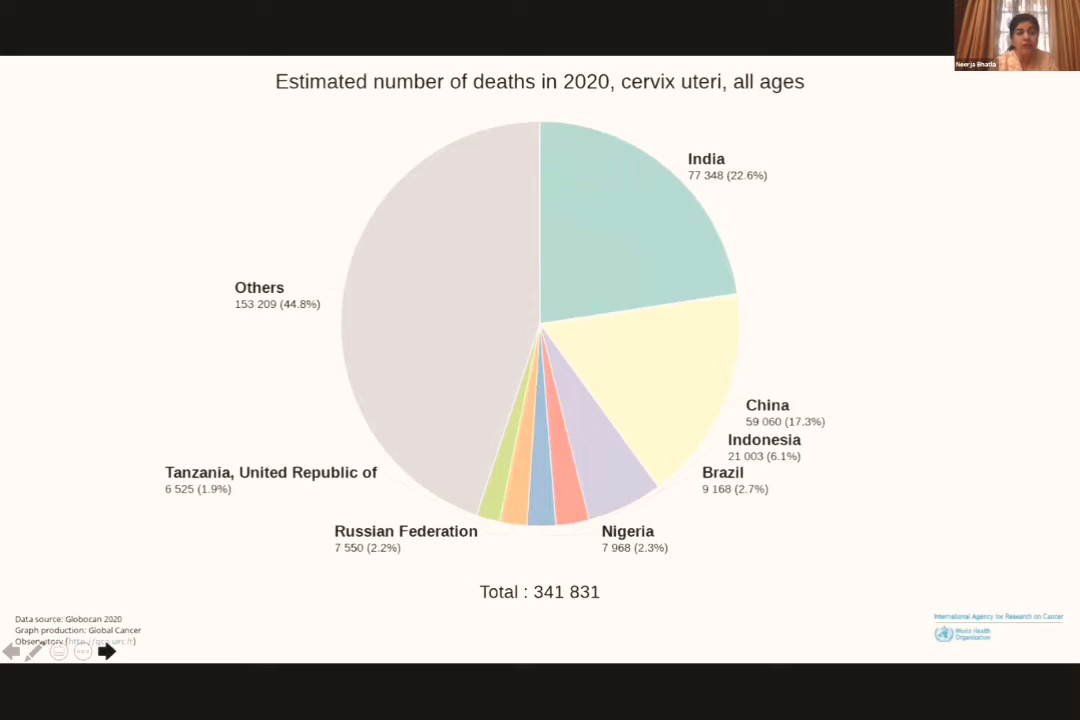 Neerja Bhatla
Estimated number of deaths in 2020, cervix uteri, all ages
India
77 348 (22.6%)
Others
153 209 (44.8%)
China
59 060 (17.3%)
Indonesia
21 003 (6.1%)
Brazil
9 168 (2.7%)
Tanzania, United Republic of
6 525 (1.9%)
Russian Federation
7 550 (2.2%)
Nigeria
7 968 (2.3%)
Total : 341 831
Data source: Globocan 2020
Graph production: Global Cancer
Observatory (http://gco.iarc.fr)
International Agency for Research on Cancer
World Health
Organization